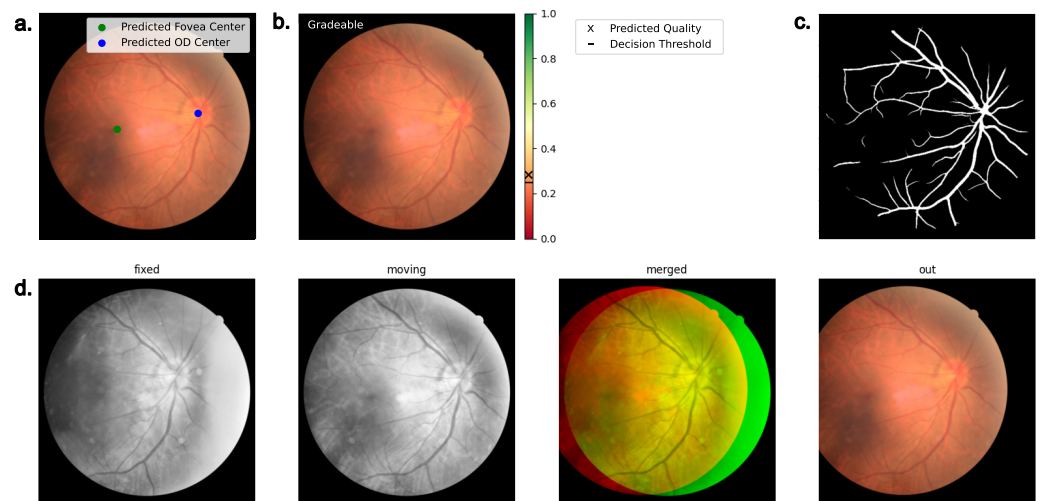 a.
Predicted Fovea Center
Predicted OD Center
b.
Gradeable
1.0
0.8
0.6
0.4
0.2
0.0
x Predicted Quality
- Decision Threshold
c.
d.
fixed
moving
merged
out